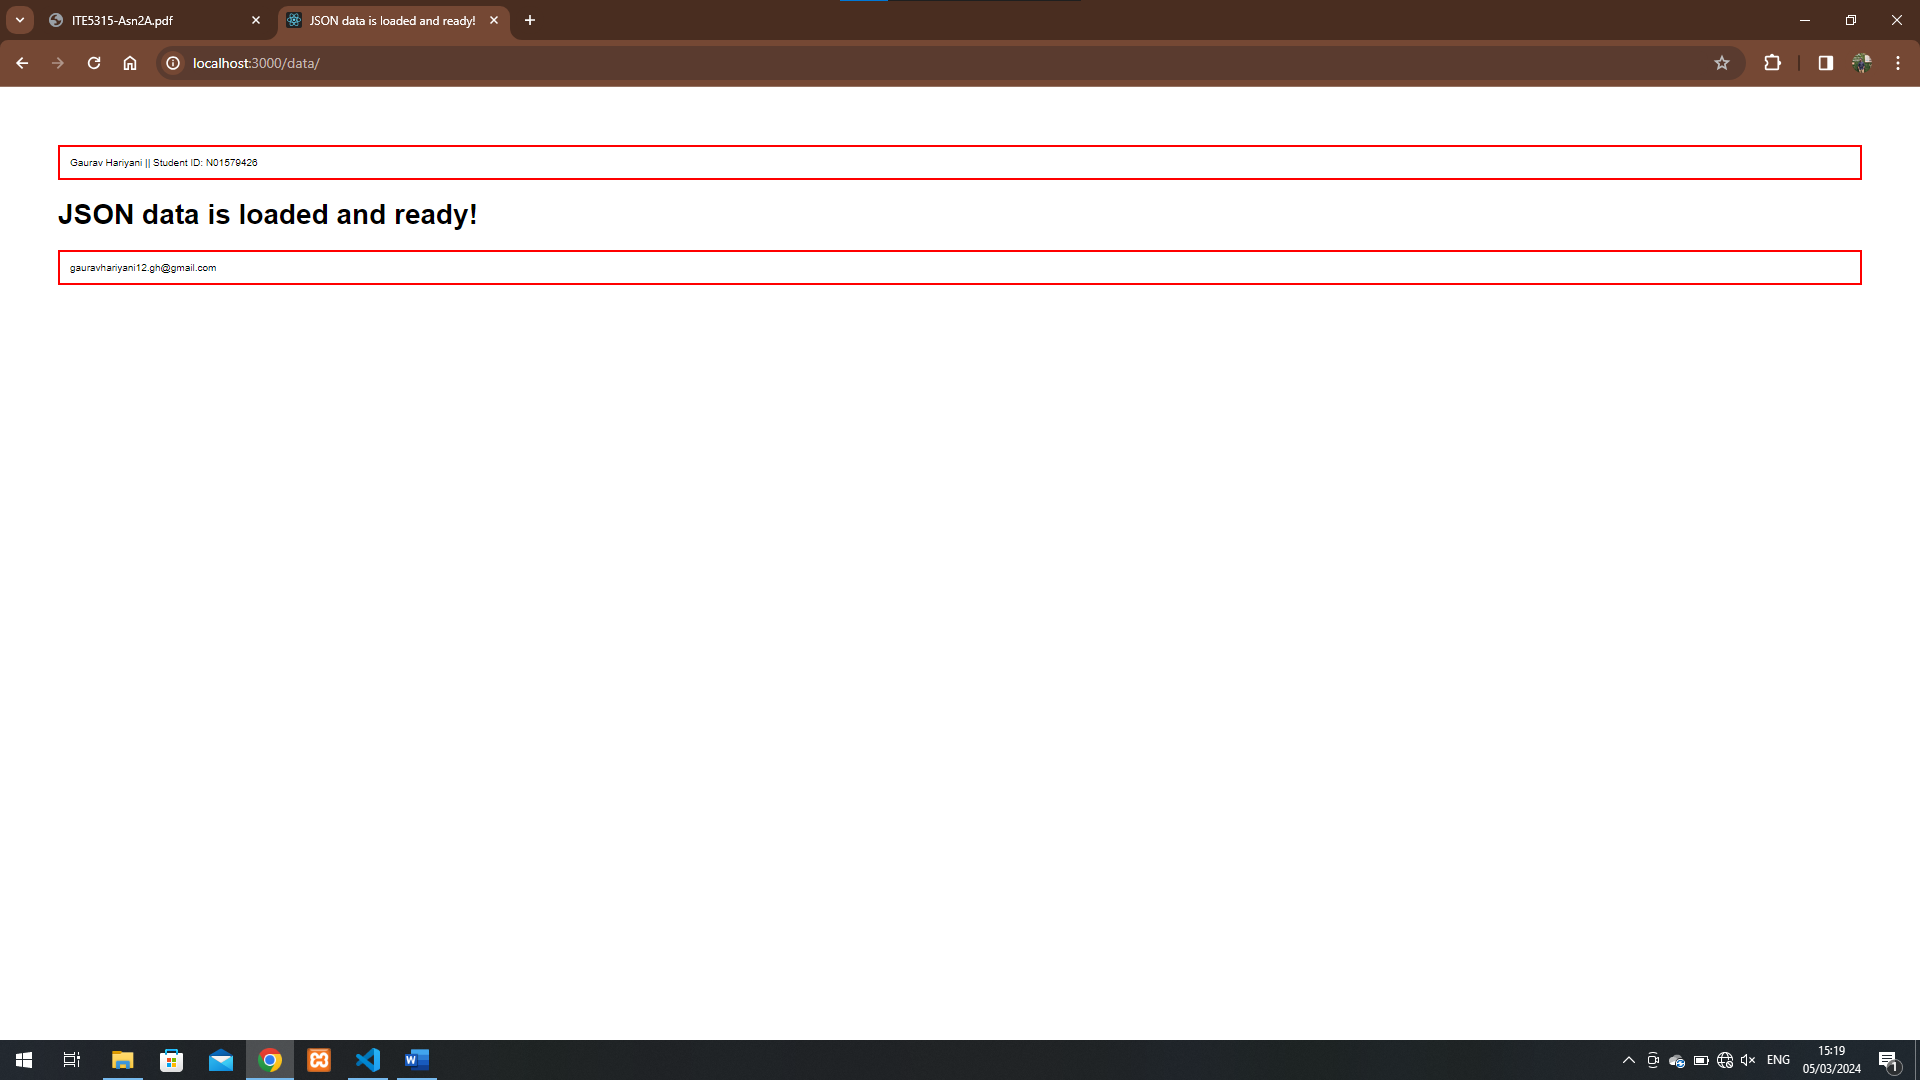 ITE5315-Asn2A.pdf
JSON data is loaded and ready!
localhost:3000/data/
Gaurav Hariyani || Student ID: N01579426
JSON data is loaded and ready!
gauravhariyani12.gh@gmail.com
ENG
15:19
05/03/2024
1